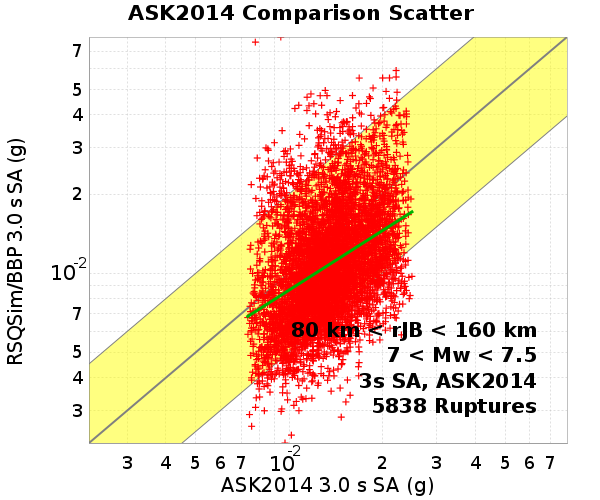 ASK2014 Comparison Scatter
RSQSim/BBP 3.0 s SA (g)
7
5
4
3
2
10-2
7
5
4
3
80 km < rJB < 160 km
7 < Mw < 7.5
3s SA, ASK2014
5838 Ruptures
3 4 5 6 7 10-2 2 3 4 5 6 7
ASK2014 3.0 s SA (g)